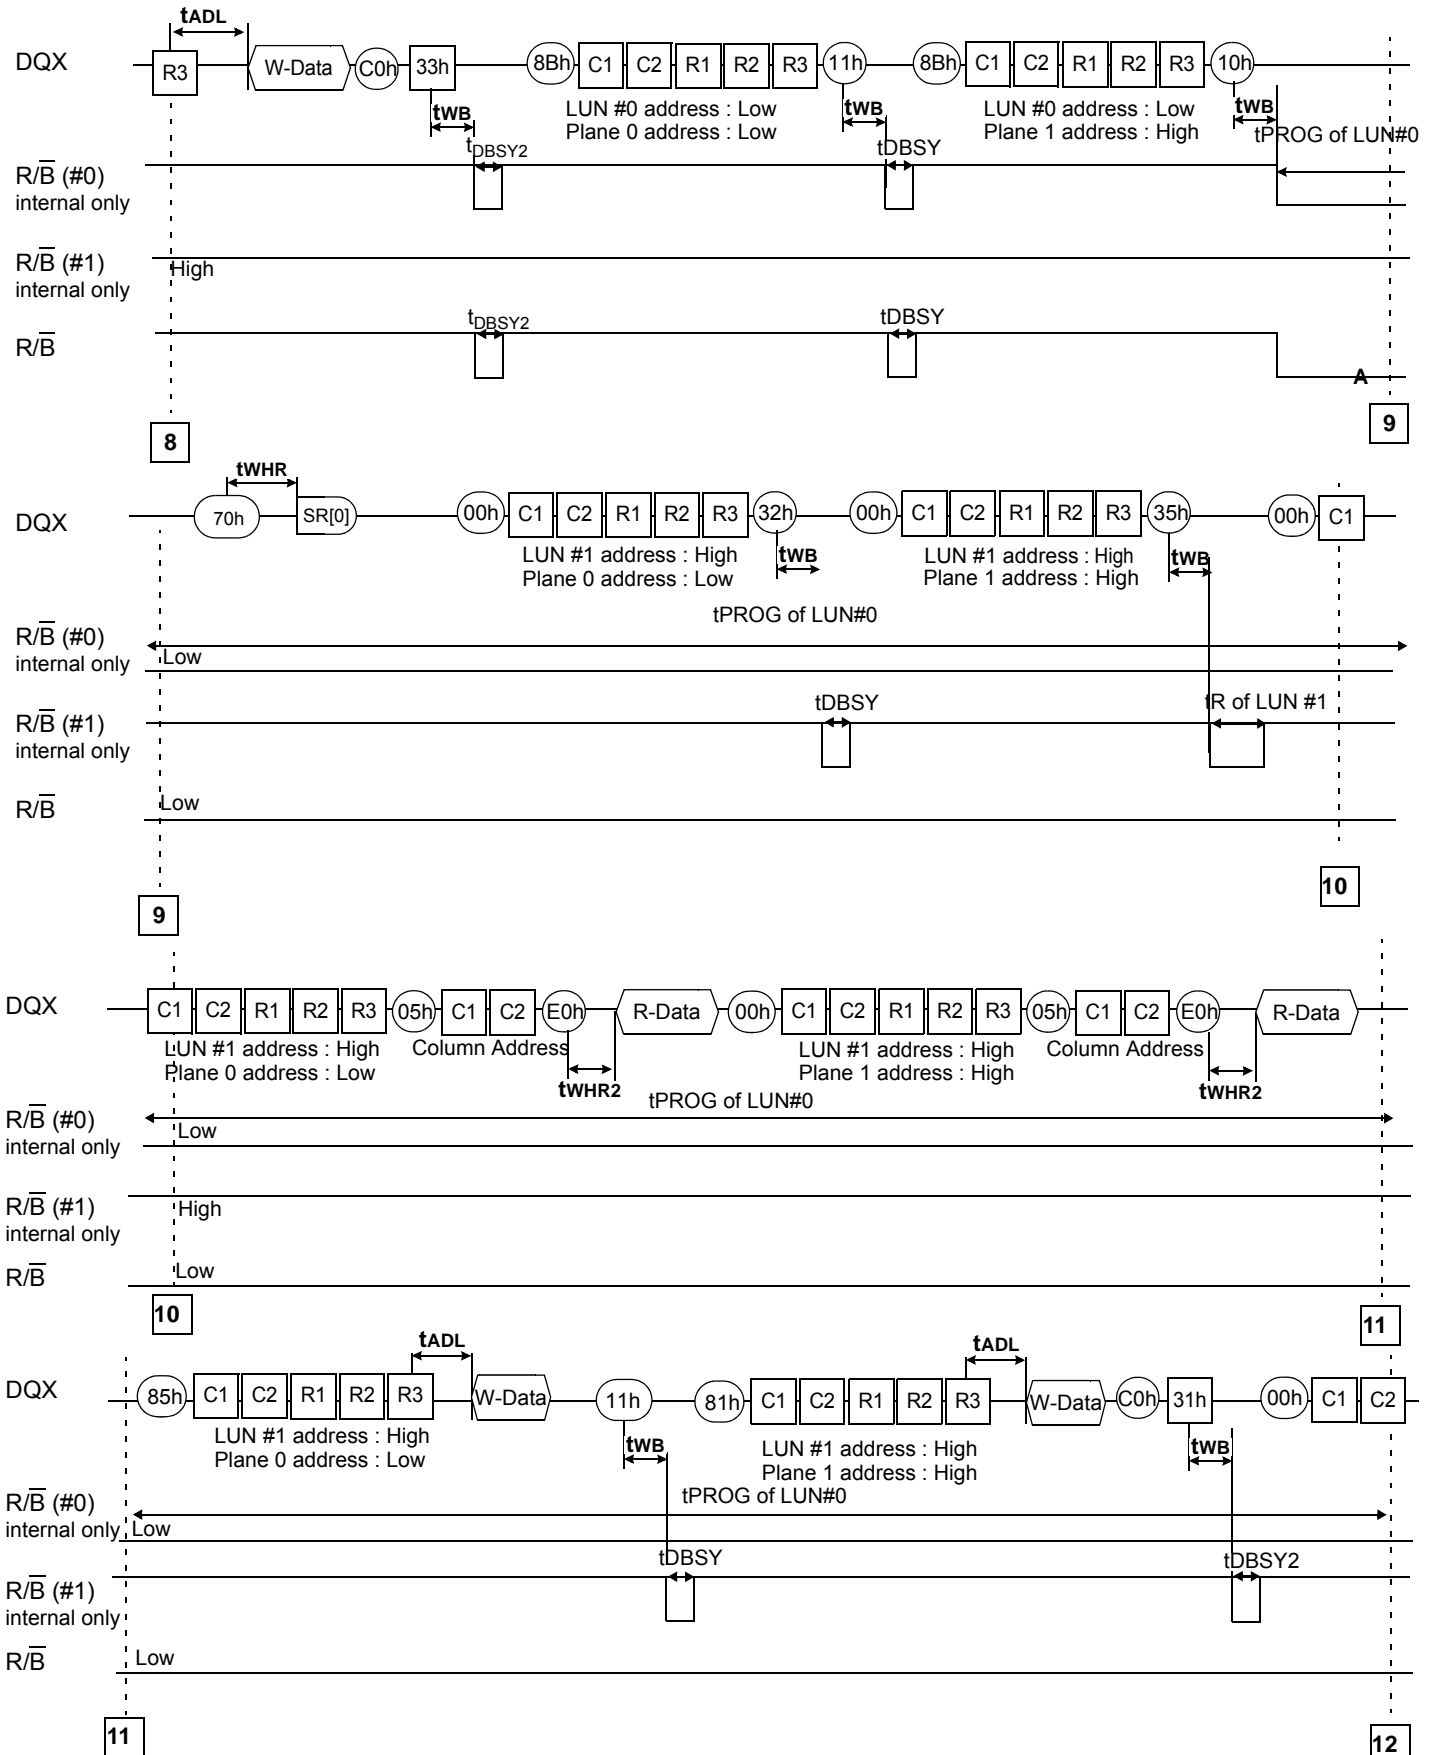 tADL
DQX R3 W-Data C0h 33h 8Bh C1 C2 R1 R2 R3 11h 8Bh C1 C2 R1 R2 R3 10h
tWB LUN #0 address : Low tWB LUN #0 address : Low tWB
Plane 0 address : Low Plane 1 address : High
tDBSY2 tDBSY tPROG of LUN#0
R/B (#0)
internal only
R/B (#1) High
internal only
tDBSY2 tDBSY
R/B
A
8 9
tWHR
DQX 70h SR[0] 00h C1 C2 R1 R2 R3 32h 00h C1 C2 R1 R2 R3 35h 00h C1
LUN #1 address : High tWB LUN #1 address : High tWB
Plane 0 address : Low Plane 1 address : High
tPROG of LUN#0
R/B (#0)
internal only Low
tDBSY tR of LUN #1
R/B (#1)
internal only
R/B Low
10
9
DQX C1 C2 R1 R2 R3 05h C1 C2 E0h R-Data 00h C1 C2 R1 R2 R3 05h C1 C2 E0h R-Data
LUN #1 address : High Column Address LUN #1 address : High Column Address
Plane 0 address : Low Plane 1 address : High
tWHR2 tWHR2
tPROG of LUN#0
R/B (#0) Low
internal only
R/B (#1) High
internal only
R/B Low
10 11
tADL tADL
DQX 85h C1 C2 R1 R2 R3 W-Data 11h 81h C1 C2 R1 R2 R3 W-Data C0h 31h 00h C1 C2
LUN #1 address : High tWB LUN #1 address : High tWB
Plane 0 address : Low Plane 1 address : High
tPROG of LUN#0
R/B (#0)
internal only Low
tDBSY tDBSY2
R/B (#1)
internal only
R/B Low
11 12